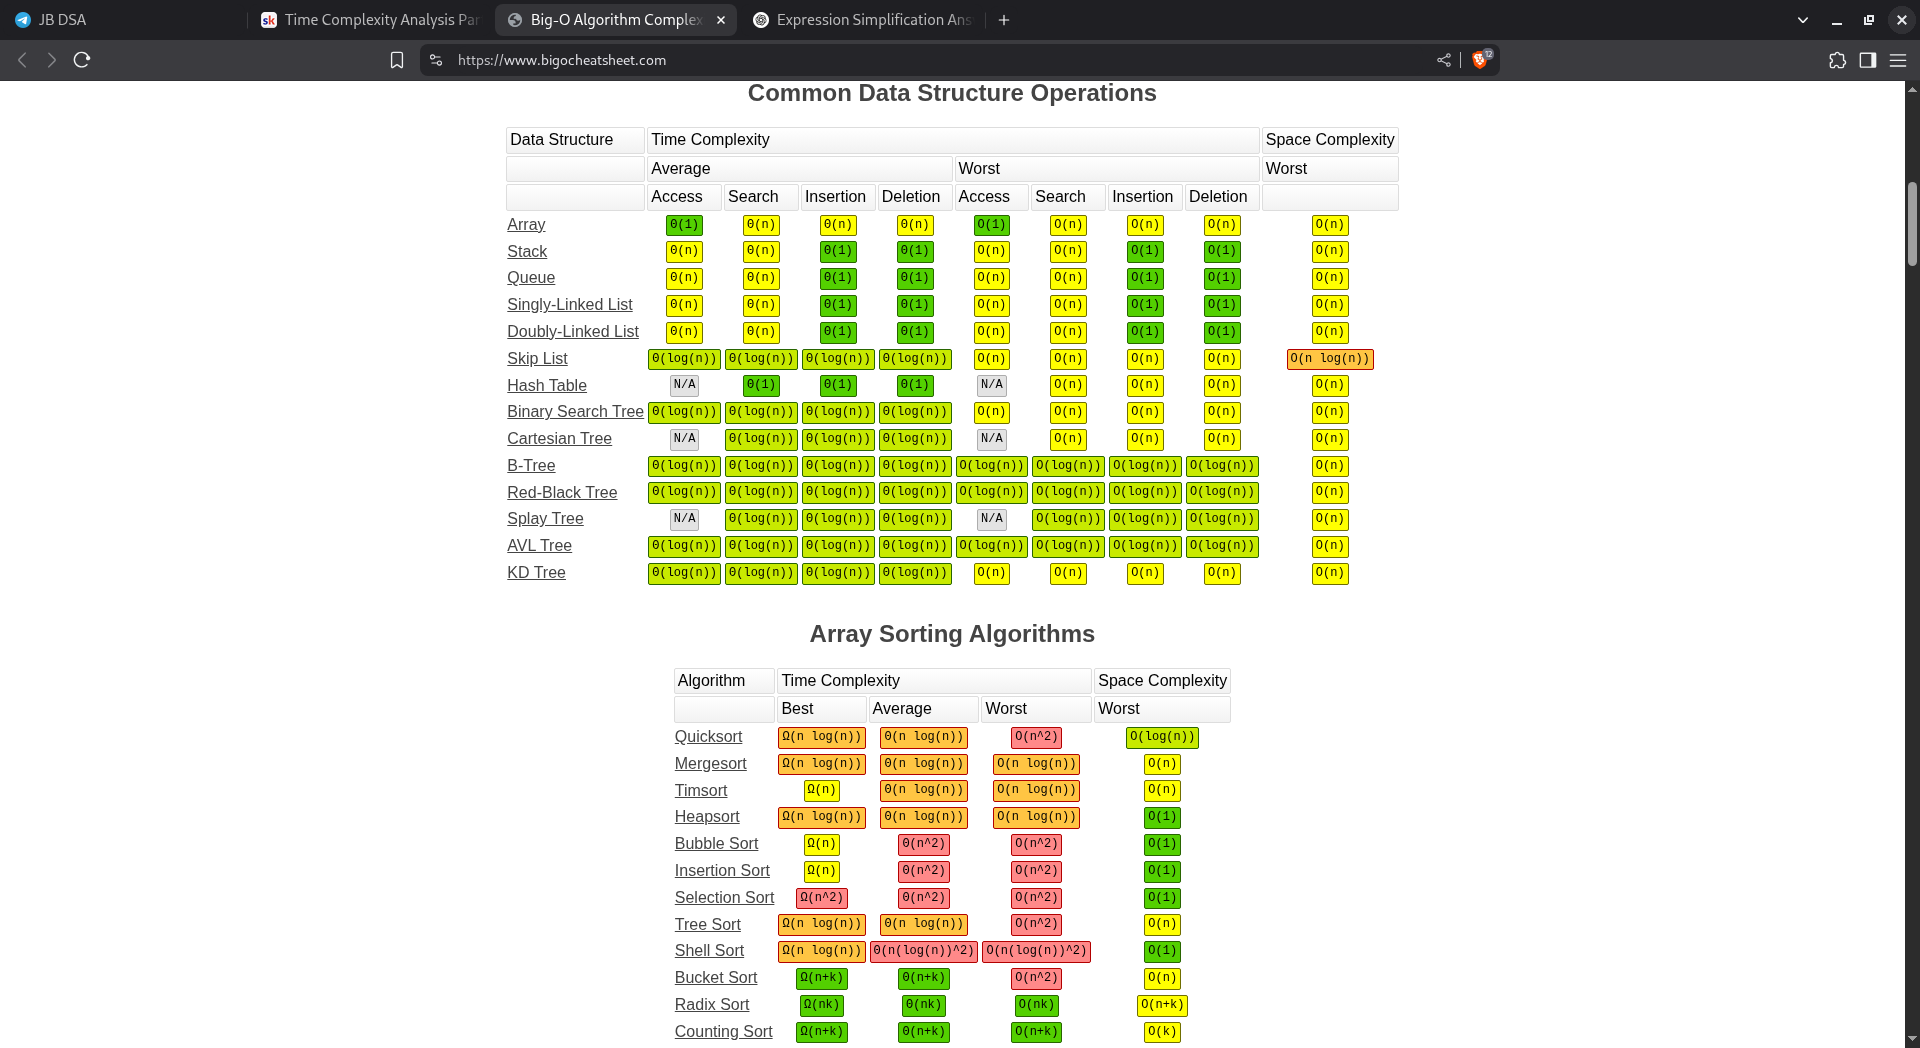 JB DSA
Time Complexity Analysis Par
Big-O Algorithm Complex
Expression Simplification Ans
https://www.bigocheatsheet.com
12
Common Data Structure Operations
Data Structure Time Complexity Space Complexity
Average Worst Worst
Access Search Insertion Deletion Access Search Insertion Deletion
Array Θ(1) Θ(n) Θ(n) Θ(n) O(1) O(n) O(n) O(n) O(n)
Stack Θ(n) Θ(n) Θ(1) Θ(1) O(n) O(n) O(1) O(1) O(n)
Queue Θ(n) Θ(n) Θ(1) Θ(1) O(n) O(n) O(1) O(1) O(n)
Singly-Linked List Θ(n) Θ(n) Θ(1) Θ(1) O(n) O(n) O(1) O(1) O(n)
Doubly-Linked List Θ(n) Θ(n) Θ(1) Θ(1) O(n) O(n) O(1) O(1) O(n)
Skip List Θ(log(n)) Θ(log(n)) Θ(log(n)) Θ(log(n)) O(n) O(n) O(n) O(n) O(n log(n))
Hash Table N/A Θ(1) Θ(1) Θ(1) N/A O(n) O(n) O(n) O(n)
Binary Search Tree Θ(log(n)) Θ(log(n)) Θ(log(n)) Θ(log(n)) O(n) O(n) O(n) O(n) O(n)
Cartesian Tree N/A Θ(log(n)) Θ(log(n)) Θ(log(n)) N/A O(n) O(n) O(n) O(n)
B-Tree Θ(log(n)) Θ(log(n)) Θ(log(n)) Θ(log(n)) O(log(n)) O(log(n)) O(log(n)) O(log(n)) O(n)
Red-Black Tree Θ(log(n)) Θ(log(n)) Θ(log(n)) Θ(log(n)) O(log(n)) O(log(n)) O(log(n)) O(log(n)) O(n)
Splay Tree N/A Θ(log(n)) Θ(log(n)) Θ(log(n)) N/A O(log(n)) O(log(n)) O(log(n)) O(n)
AVL Tree Θ(log(n)) Θ(log(n)) Θ(log(n)) Θ(log(n)) O(log(n)) O(log(n)) O(log(n)) O(log(n)) O(n)
KD Tree Θ(log(n)) Θ(log(n)) Θ(log(n)) Θ(log(n)) O(n) O(n) O(n) O(n) O(n)
Array Sorting Algorithms
Algorithm Time Complexity Space Complexity
Best Average Worst Worst
Quicksort Ω(n log(n)) Θ(n log(n)) O(n^2) O(log(n))
Mergesort Ω(n log(n)) Θ(n log(n)) O(n log(n)) O(n)
Timsort Ω(n) Θ(n log(n)) O(n log(n)) O(n)
Heapsort Ω(n log(n)) Θ(n log(n)) O(n log(n)) O(1)
Bubble Sort Ω(n) Θ(n^2) O(n^2) O(1)
Insertion Sort Ω(n) Θ(n^2) O(n^2) O(1)
Selection Sort Ω(n^2) Θ(n^2) O(n^2) O(1)
Tree Sort Ω(n log(n)) Θ(n log(n)) O(n^2) O(n)
Shell Sort Ω(n log(n)) Θ(n(log(n))^2) O(n(log(n))^2) O(1)
Bucket Sort Ω(n+k) Θ(n+k) O(n^2) O(n)
Radix Sort Ω(nk) Θ(nk) O(nk) O(n+k)
Counting Sort Ω(n+k) Θ(n+k) O(n+k) O(k)